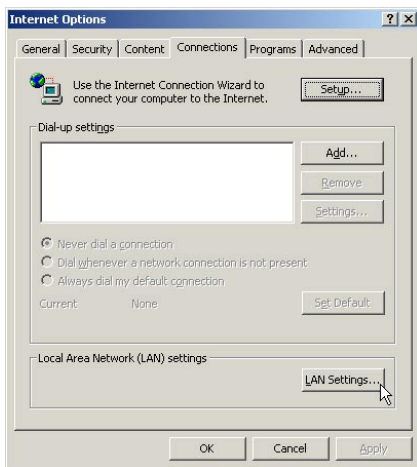 Internet Options
General Security Content Connections Programs Advanced
Use the Internet Connection Wizard to
connect your computer to the Internet.
Setup...
Dial-up settings
Add...
Remove
Settings...
Never dial a connection
Dial whenever a network connection is not present
Always dial my default connection
Current None Set Default
Local Area Network (LAN) settings
LAN Settings...
OK Cancel Apply